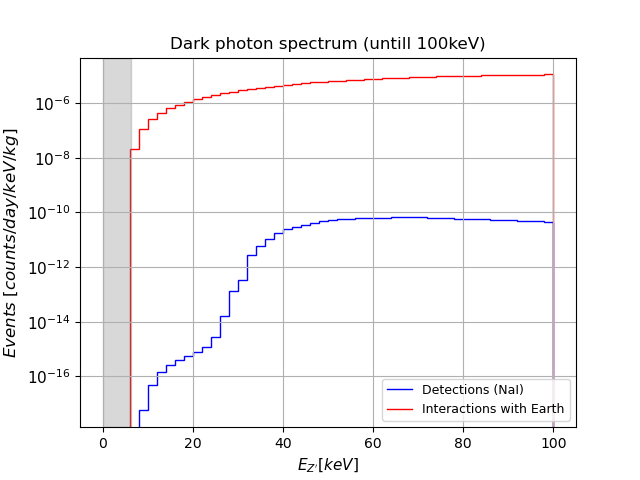 Dark photon spectrum (untill 100keV)
Events [counts/day/keV/kg]
10⁻⁶
10⁻⁸
10⁻¹⁰
10⁻¹²
10⁻¹⁴
10⁻¹⁶
Detections (NaI)
Interactions with Earth
0 20 40 60 80 100
E_{Z'}[keV]